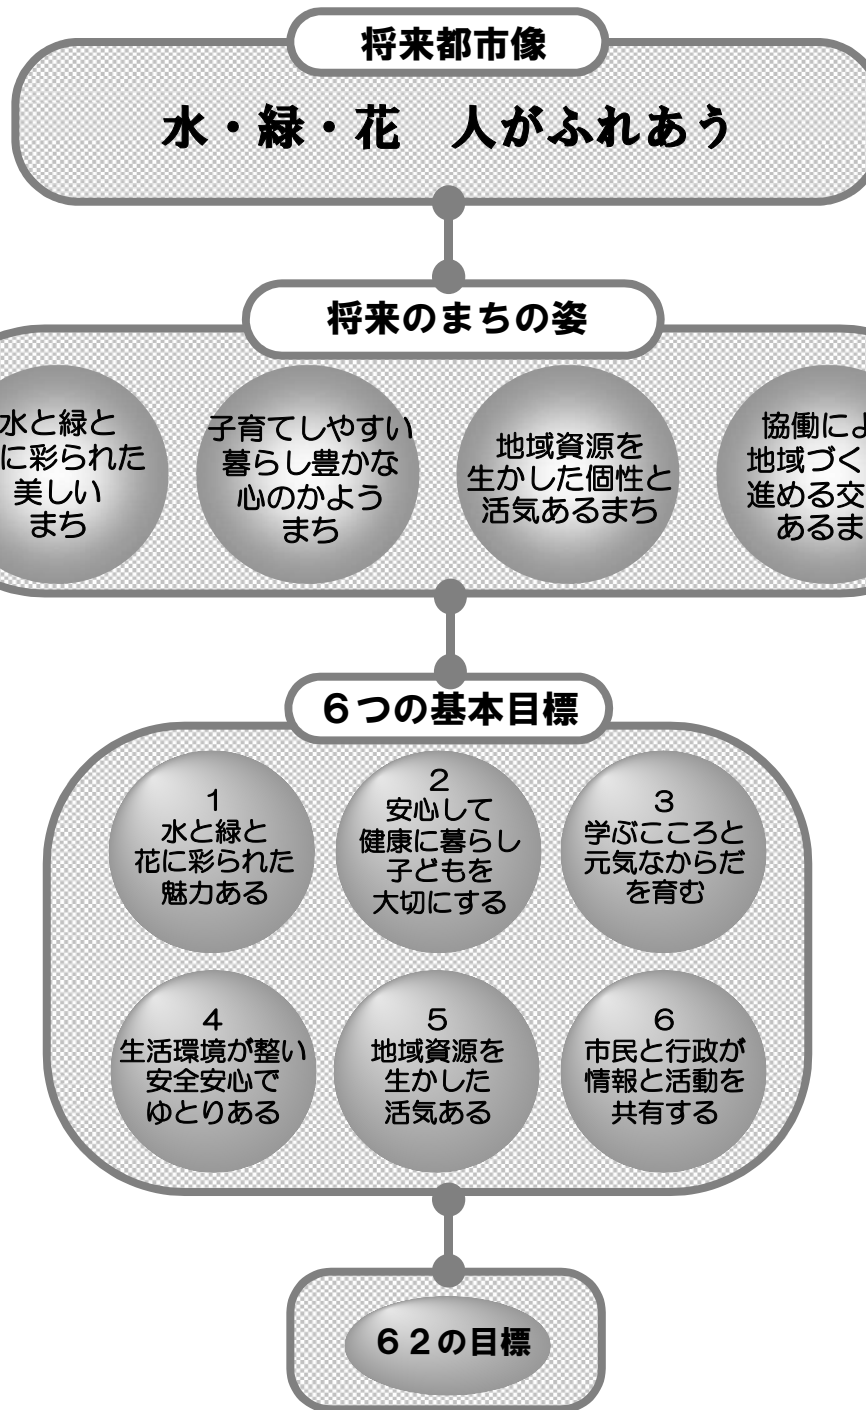 将来都市像
水・緑・花　人がふれあう
将来のまちの姿
水と緑と
に彩られた
美しい
まち
子育てしやすい
暮らし豊かな
心のかよう
まち
地域資源を
生かした個性と
活気あるまち
協働に
地域づく
進める交
あるま
６つの基本目標
1
水と緑と
花に彩られた
魅力ある
2
安心して
健康に暮らし
子どもを
大切にする
3
学ぶこころと
元気なからだ
を育む
4
生活環境が整い
安全安心で
ゆとりある
5
地域資源を
生かした
活気ある
6
市民と行政が
情報と活動を
共有する
６２の目標